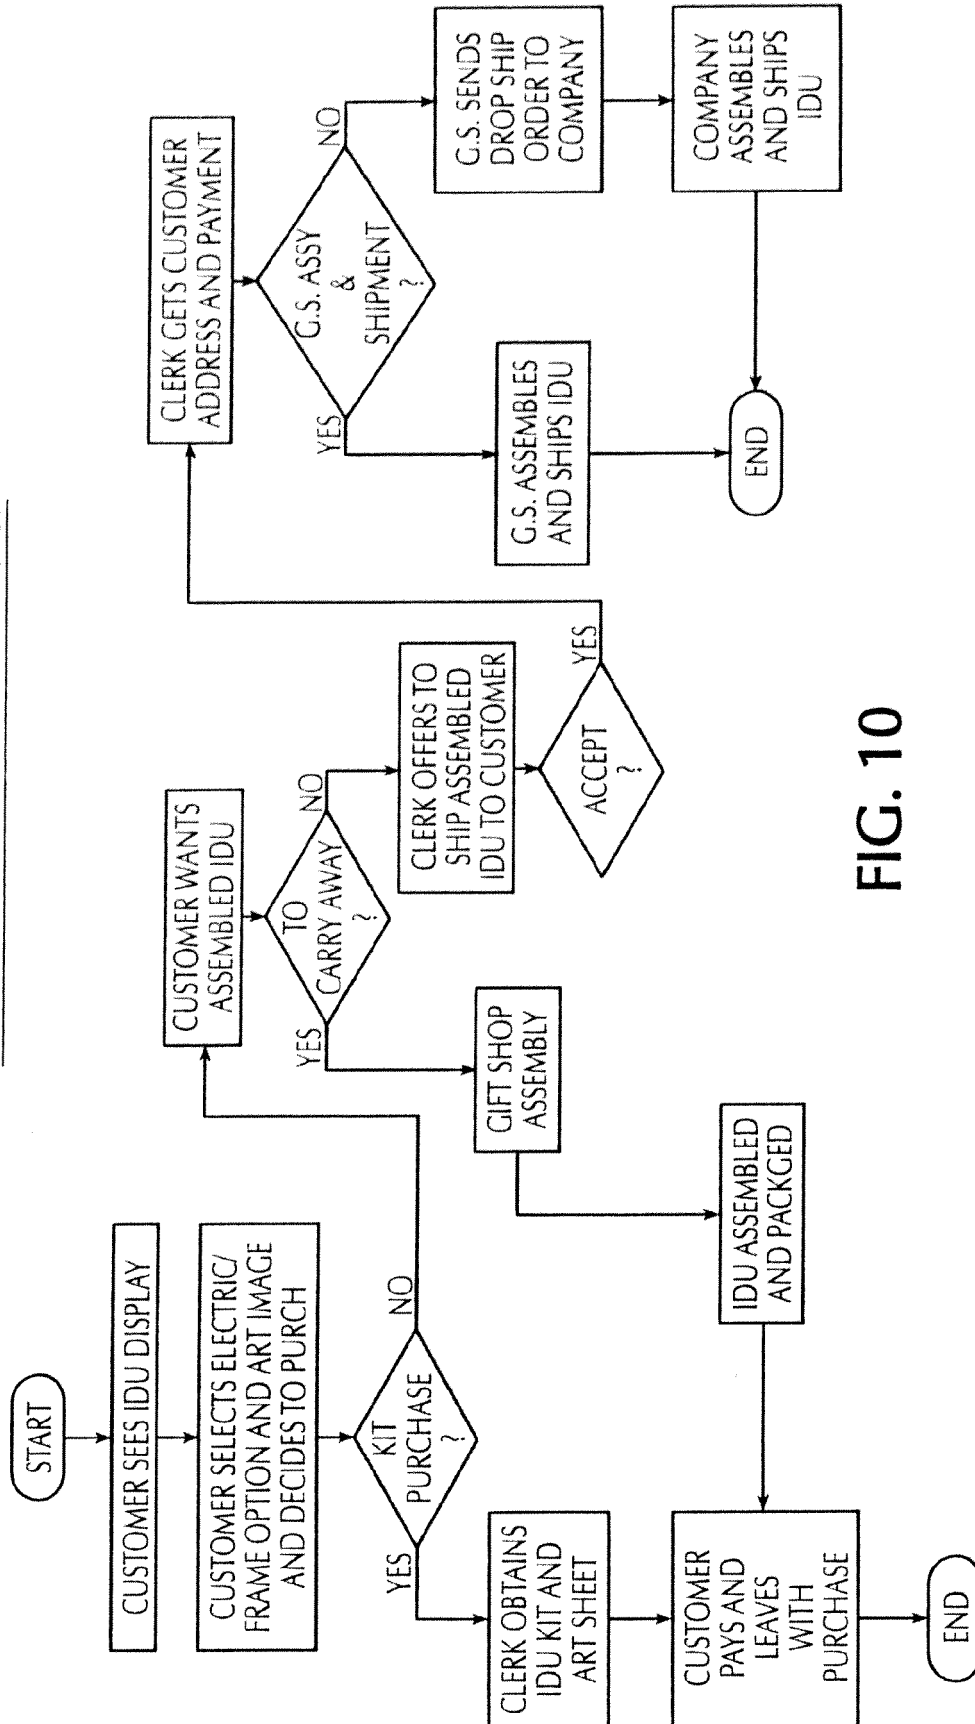 START
CUSTOMER SEES IDU DISPLAY
CUSTOMER SELECTS ELECTRIC/
FRAME OPTION AND ART IMAGE
AND DECIDES TO PURCH
KIT
PURCHASE
?
YES
NO
CLERK OBTAINS
IDU KIT AND
ART SHEET
CUSTOMER
PAYS AND
LEAVES
WITH
PURCHASE
END
CUSTOMER WANTS
ASSEMBLED IDU
TO
CARRY AWAY
?
YES
NO
GIFT SHOP
ASSEMBLY
IDU ASSEMBLED
AND PACKGED
CLERK OFFERS TO
SHIP ASSEMBLED
IDU TO CUSTOMER
ACCEPT
?
YES
CLERK GETS CUSTOMER
ADDRESS AND PAYMENT
G.S. ASSY
&
SHIPMENT
?
YES
NO
G.S. ASSEMBLES
AND SHIPS IDU
END
G.S. SENDS
DROP SHIP
ORDER TO
COMPANY
COMPANY
ASSEMBLES
AND SHIPS
IDU
FIG. 10